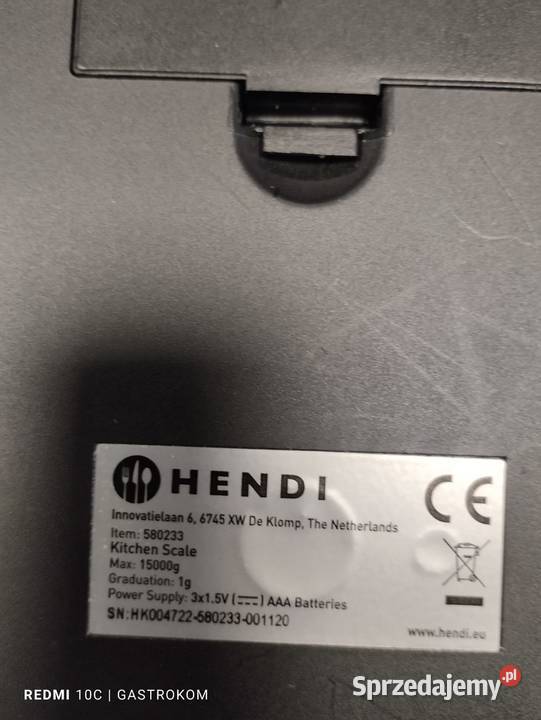 HENDI
CE
Innovatielaan 6, 6745 XW De Klomp, The Netherlands
Item: 580233
Kitchen Scale
Max: 15000g
Graduation: 1g
Power Supply: 3x1.5V (⎓) AAA Batteries
SN:HK004722-580233-001120
www.hendi.eu
REDMI 10C | GASTROKOM
Sprzedajemy.pl